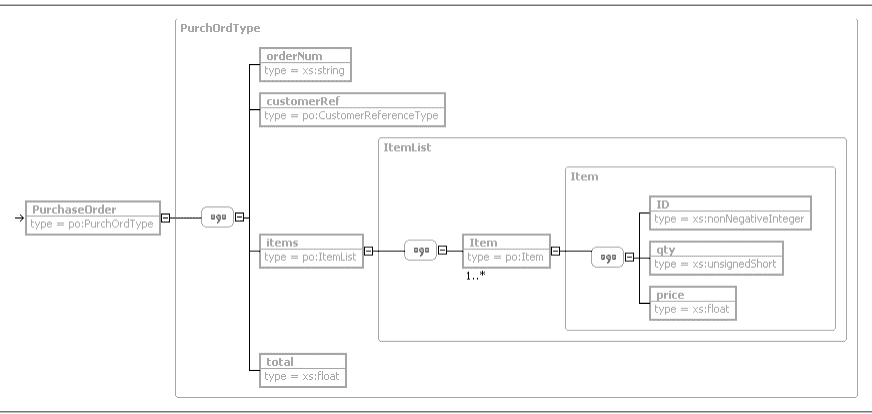 PurchOrdType
orderNum
type = xs:string
customerRef
type = po:CustomerReferenceType
ItemList
Item
PurchaseOrder
type = po:PurchOrdType
items
type = po:ItemList
Item
type = po:Item
1..*
ID
type = xs:nonNegativeInteger
qty
type = xs:unsignedShort
price
type = xs:float
total
type = xs:float